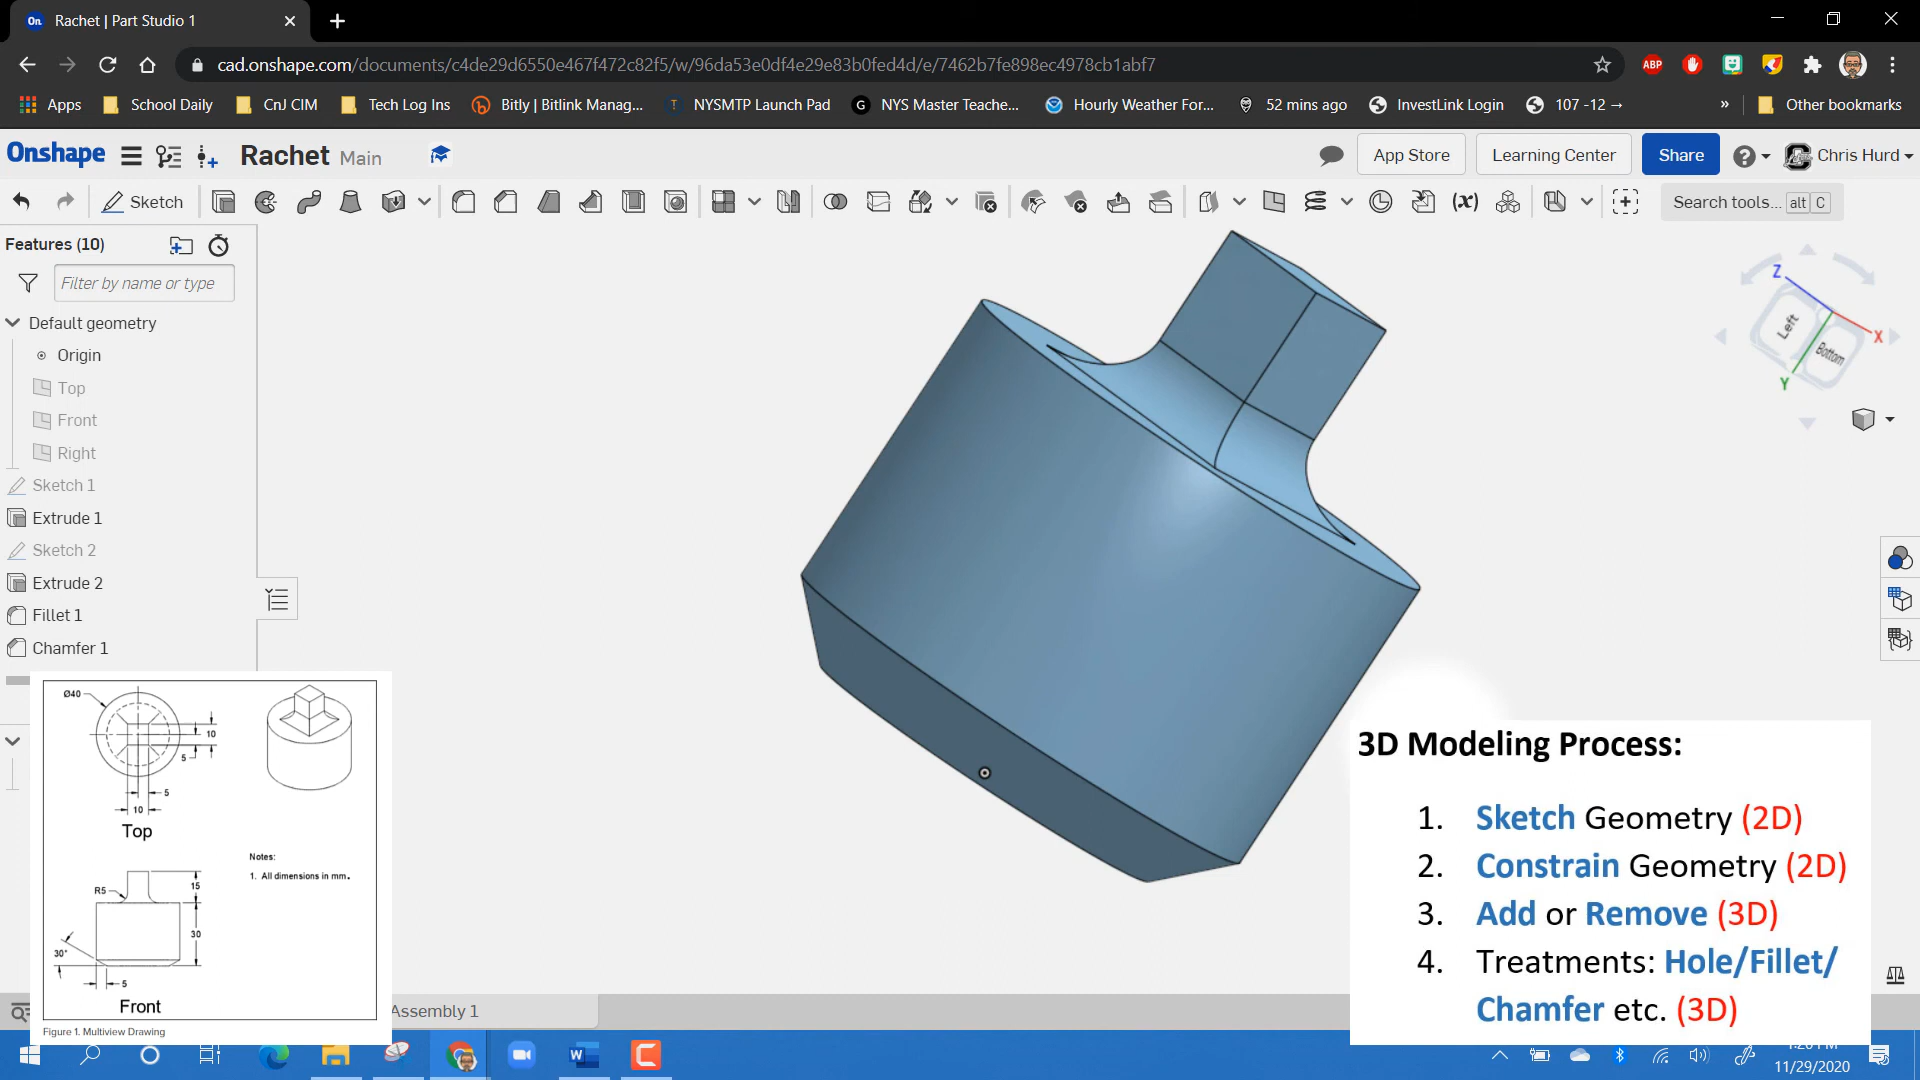 On Rachet | Part Studio 1
cad.onshape.com/documents/c4de29d6550e467f472c82f5/w/96da53e0df4e29e83b0fed4d/e/7462b7fe898ec4978cb1abf7
ABP
Apps School Daily CnJ CIM Tech Log Ins Bitly | Bitlink Manag... NYSMTP Launch Pad NYS Master Teache... Hourly Weather For... 52 mins ago InvestLink Login 107 -12 → » Other bookmarks
Onshape Rachet Main App Store Learning Center Share Chris Hurd
Sketch (x) Search tools... alt C
Features (10)
Filter by name or type
Default geometry
Origin
Top
Front
Right
Sketch 1
Extrude 1
Sketch 2
Extrude 2
Fillet 1
Chamfer 1
Z
X
Y
Left
Bottom
Ø40
10
5
5
10
Top
Notes:
1. All dimensions in mm.
R5
15
30
30°
5
Front
Figure 1. Multiview Drawing
3D Modeling Process:
1. Sketch Geometry (2D)
2. Constrain Geometry (2D)
3. Add or Remove (3D)
4. Treatments: Hole/Fillet/
Chamfer etc. (3D)
Assembly 1
11/29/2020